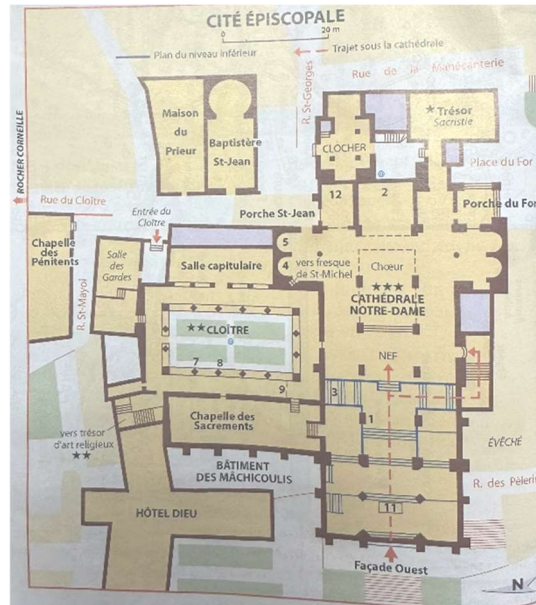 CITÉ ÉPISCOPALE
0 20 m
Plan du niveau inférieur
Trajet sous la cathédrale
R. St-Georges
Rue de la Manécanterie
Maison
du
Prieur
Baptistère
St-Jean
CLOCHER
★ Trésor
Sacristie
Place du For
ROCHER CORNEILLE
Rue du Cloître
Entrée du
Cloître
Porche St-Jean
12
2
Porche du For
Chapelle
des
Pénitents
Salle
des
Gardes
R. St-Mayol
Salle capitulaire
5
4
vers fresque
de St-Michel
Chœur
★★★
CATHÉDRALE
NOTRE-DAME
★★ CLOÎTRE
7 8
9
NEF
3
1
Chapelle des
Sacrements
vers trésor
d'art religieux
★★
BÂTIMENT
DES MÂCHICOULIS
ÉVÊCHÉ
HÔTEL DIEU
R. des Pèleri
11
Façade Ouest
N